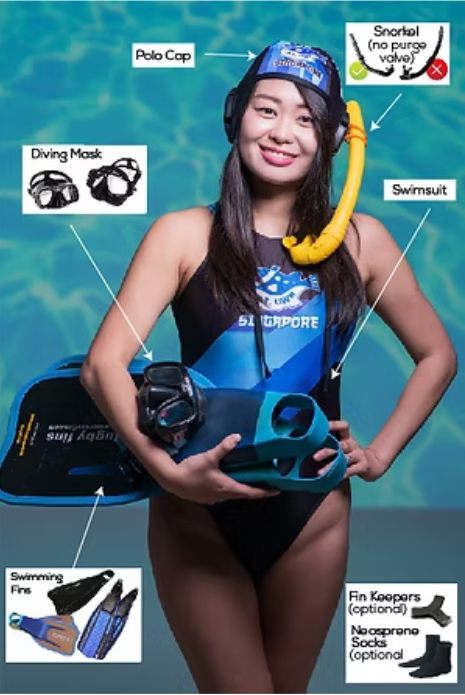 Polo Cap
Snorkel
(no purge
valve)
Diving Mask
Swimsuit
SINGAPORE
rugby fins
Swimming
Fins
Fin Keepers
(optional)
Neosprene
Socks
(optional